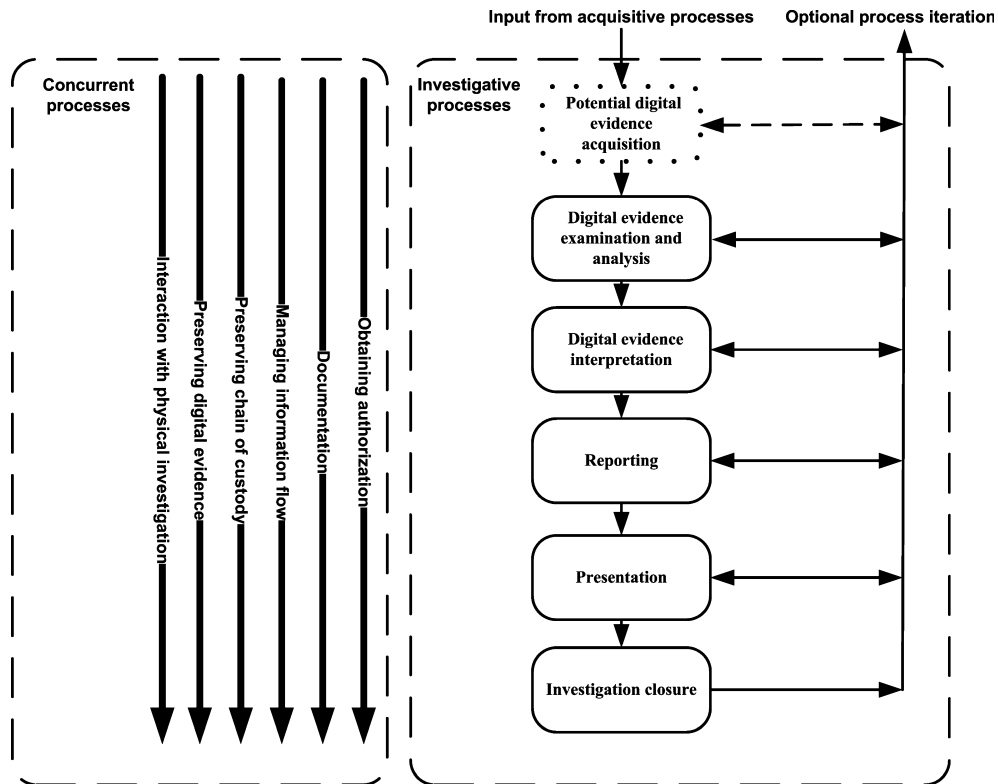 Input from acquisitive processes
Optional process iteration
Concurrent
processes
Interaction with physical investigation
Preserving digital evidence
Preserving chain of custody
Managing information flow
Documentation
Obtaining authorization
Investigative
processes
Potential digital
evidence
acquisition
Digital evidence
examination and
analysis
Digital evidence
interpretation
Reporting
Presentation
Investigation closure